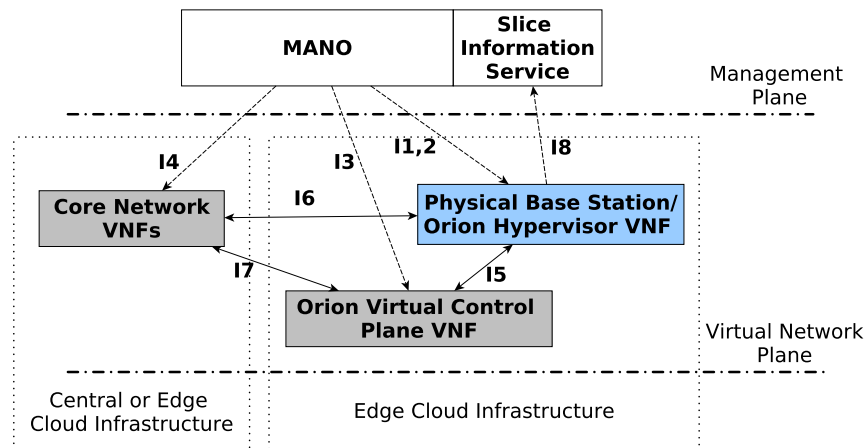 MANO
Slice
Information
Service
Management
Plane
I4
I3
I1,2
I8
Core Network
VNFs
I6
Physical Base Station/
Orion Hypervisor VNF
I7
I5
Orion Virtual Control
Plane VNF
Virtual Network
Plane
Central or Edge
Cloud Infrastructure
Edge Cloud Infrastructure